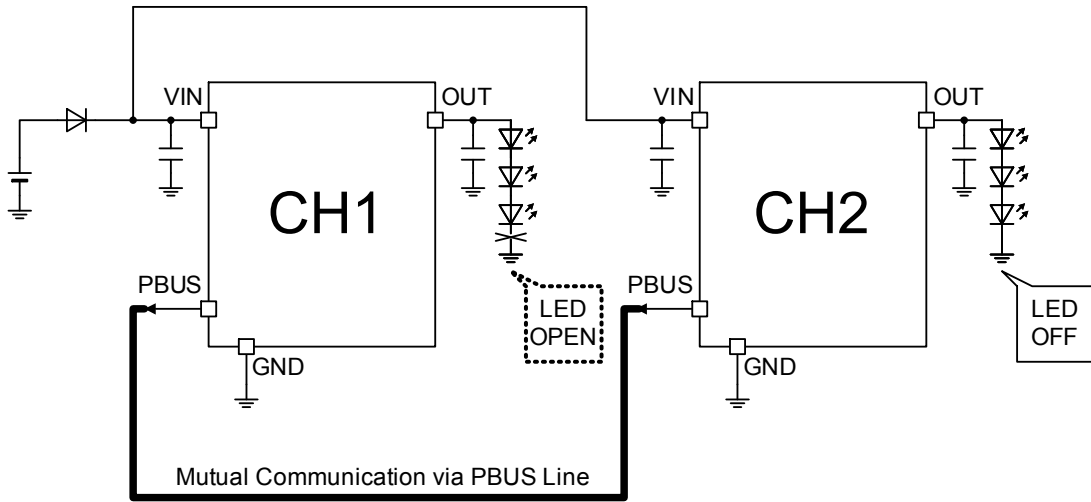 VIN
OUT
VIN
OUT
CH1
CH2
PBUS
PBUS
LED
OPEN
LED
OFF
GND
GND
Mutual Communication via PBUS Line